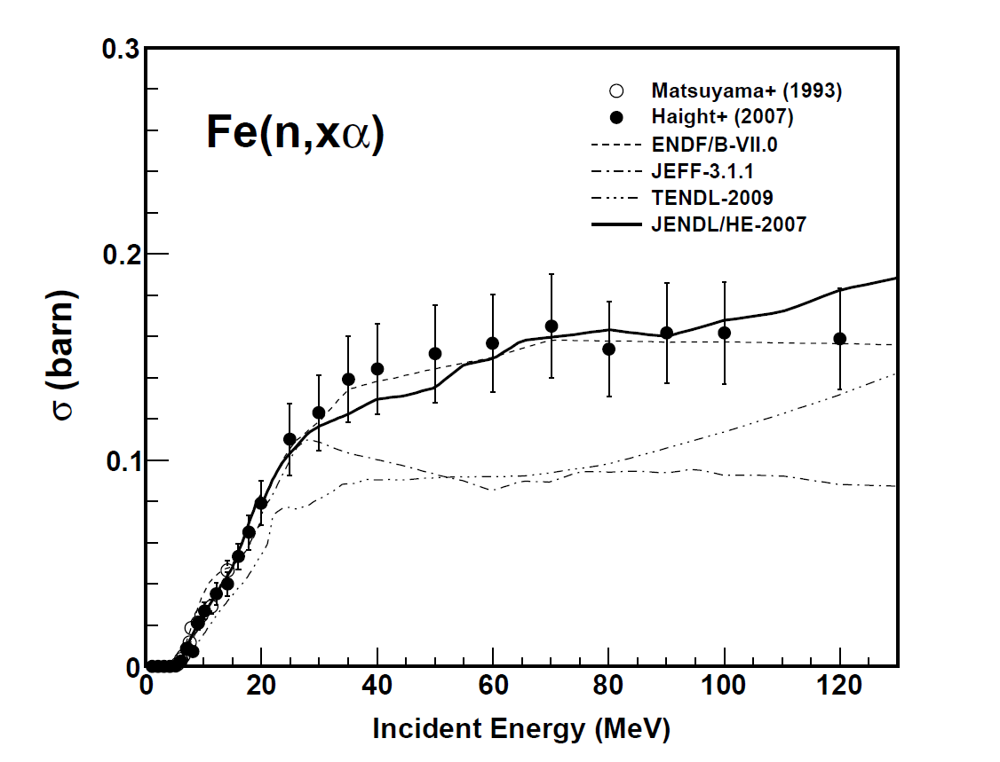 0.3
Matsuyama+ (1993)
Fe(n,xα)
Haight+ (2007)
ENDF/B-VII.0
JEFF-3.1.1
TENDL-2009
JENDL/HE-2007
0.2
σ (barn)
0.1
0
0 20 40 60 80 100 120
Incident Energy (MeV)